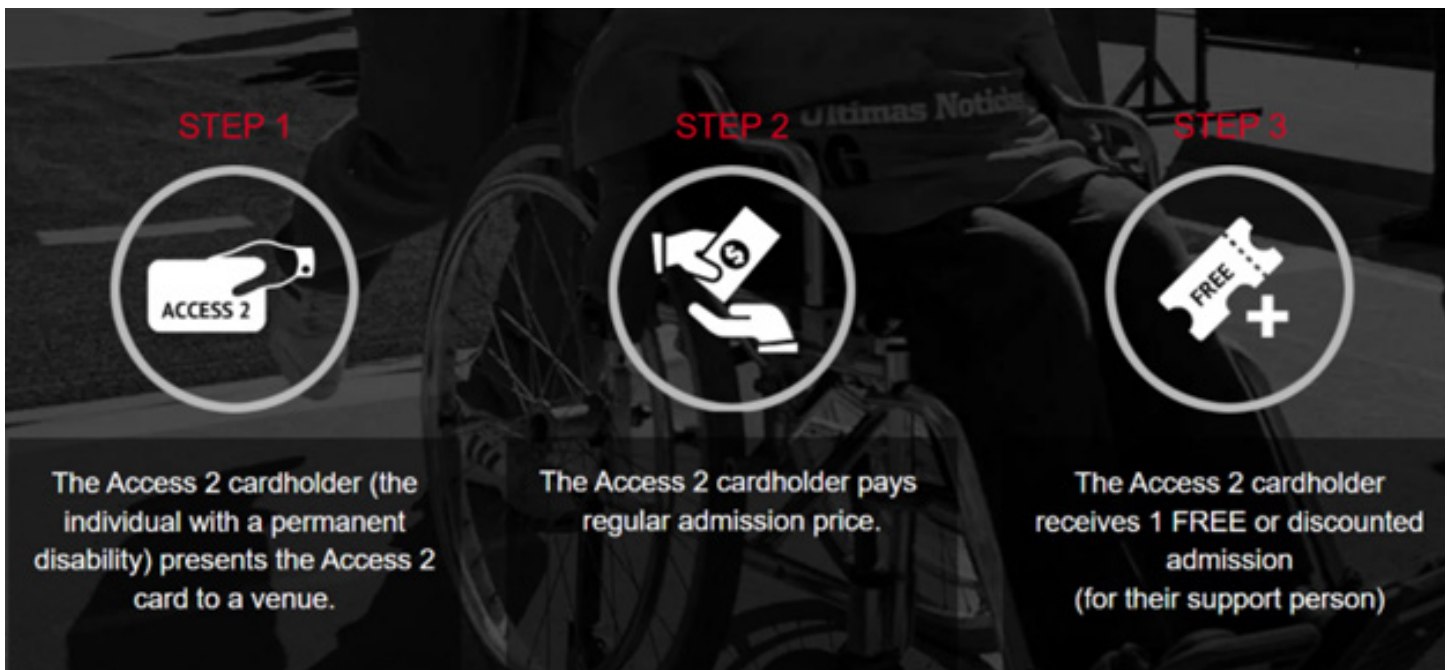 STEP 1
ACCESS 2
The Access 2 cardholder (the
individual with a permanent
disability) presents the Access 2
card to a venue.
STEP 2
$
The Access 2 cardholder pays
regular admission price.
STEP 3
FREE
The Access 2 cardholder
receives 1 FREE or discounted
admission
(for their support person)
Ultimas Noticias